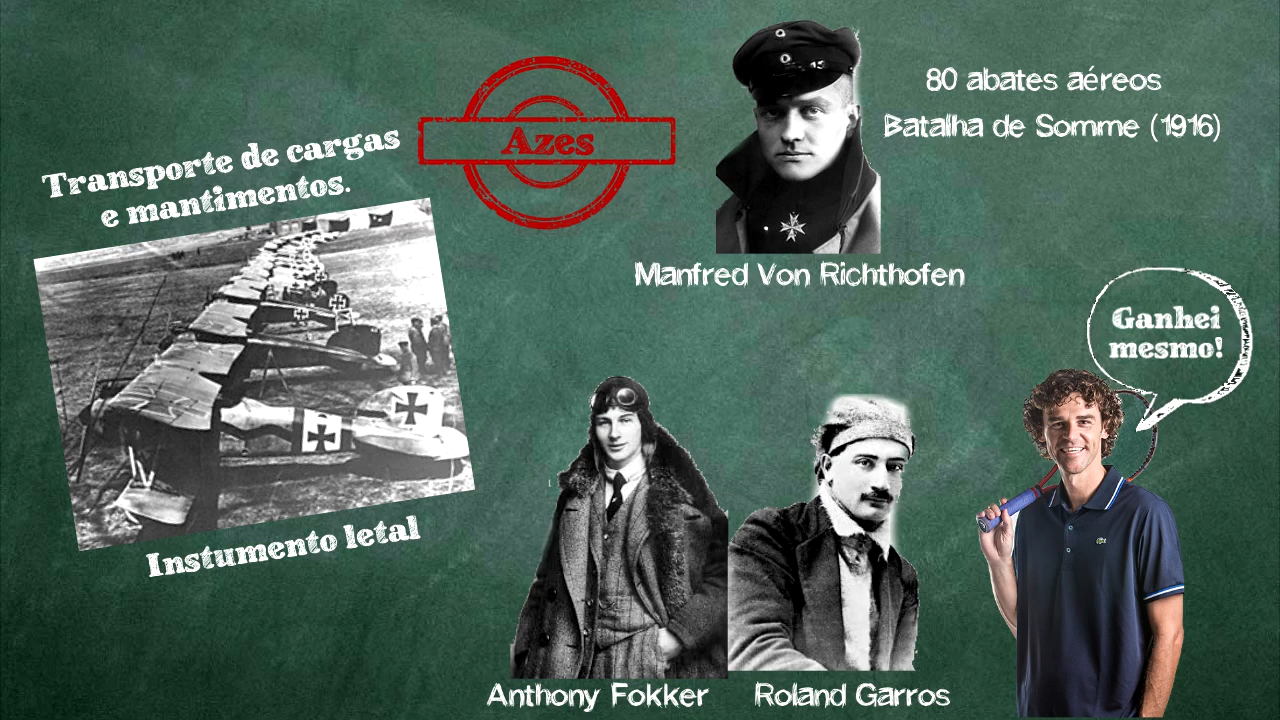 Transporte de cargas
e mantimentos.
Instumento letal
Azes
80 abates aéreos
Batalha de Somme (1916)
Manfred Von Richthofen
Anthony Fokker
Roland Garros
Ganhei
mesmo!